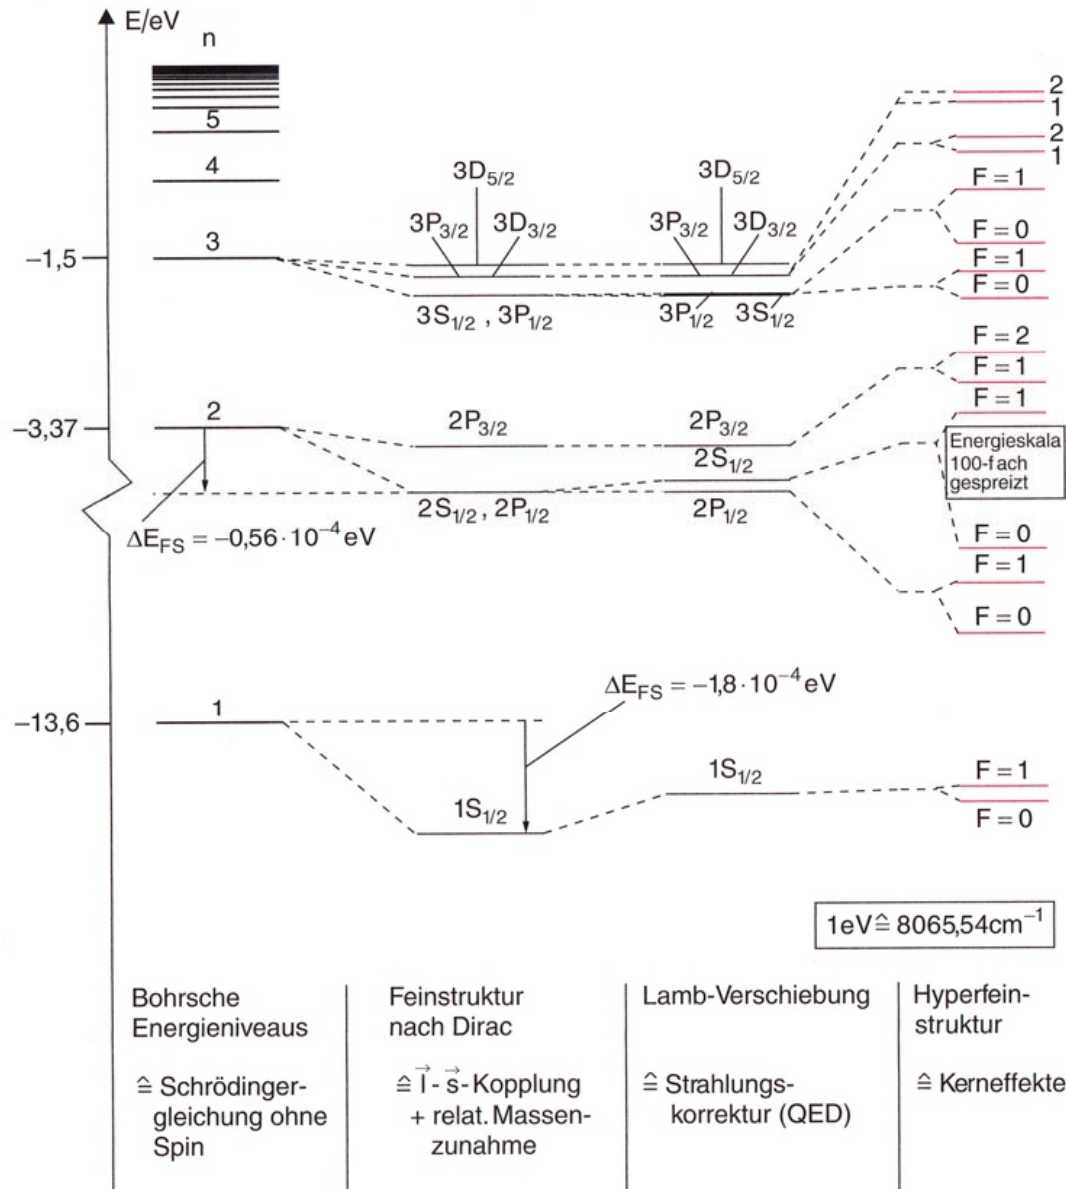 E/eV
n
5
4
3
2
1
−1,5
−3,37
−13,6
ΔE_FS = −0,56·10⁻⁴ eV
3D₅/₂
3P₃/₂ 3D₃/₂
3S₁/₂ , 3P₁/₂
2P₃/₂
2S₁/₂ , 2P₁/₂
ΔE_FS = −1,8·10⁻⁴ eV
1S₁/₂
3D₅/₂
3P₃/₂ 3D₃/₂
3P₁/₂ 3S₁/₂
2P₃/₂
2S₁/₂
2P₁/₂
1S₁/₂
2
1
2
1
F = 1
F = 0
F = 1
F = 0
F = 2
F = 1
F = 1
Energieskala
100-fach
gespreizt
F = 0
F = 1
F = 0
F = 1
F = 0
1eV ≙ 8065,54cm⁻¹
Bohrsche
Energieniveaus
≙ Schrödinger-
gleichung ohne
Spin
Feinstruktur
nach Dirac
≙ l⃗ - s⃗ - Kopplung
+ relat. Massen-
zunahme
Lamb-Verschiebung
≙ Strahlungs-
korrektur (QED)
Hyperfein-
struktur
≙ Kerneffekte